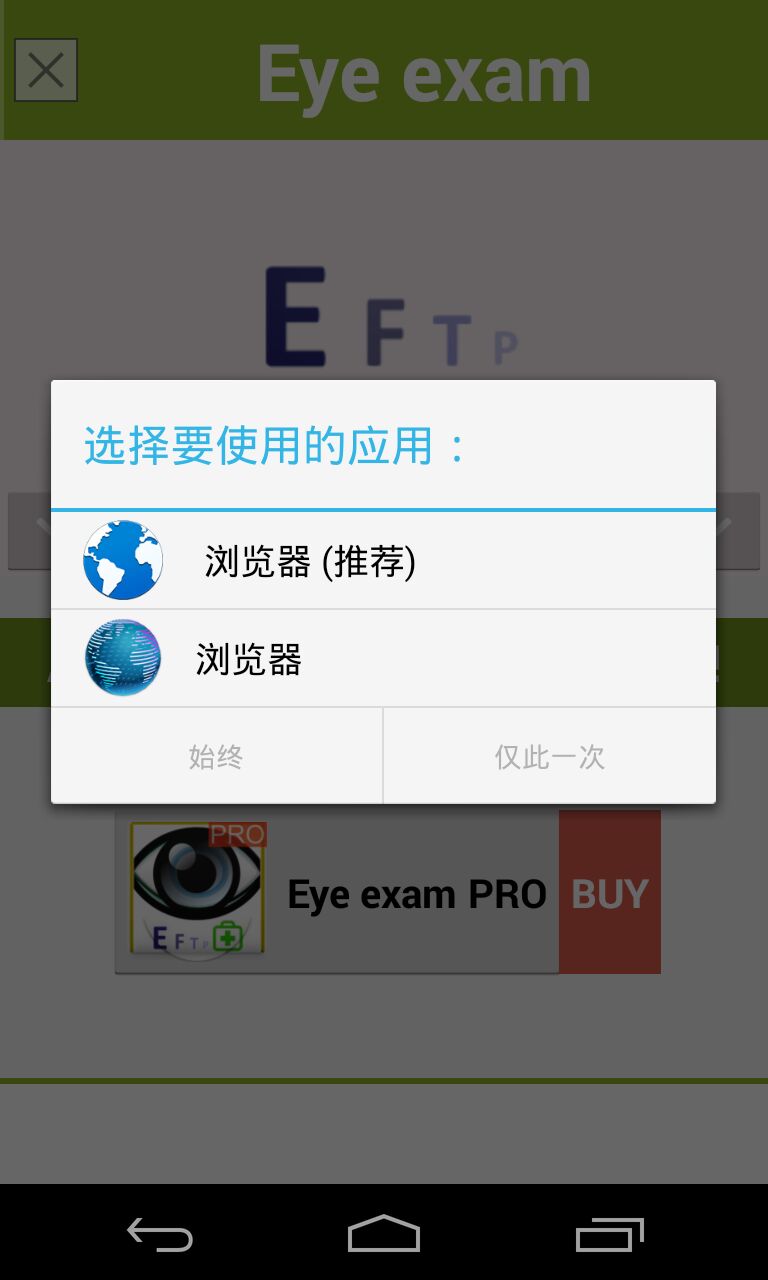 Eye exam
E F T P
选择要使用的应用：
浏览器 (推荐)
浏览器
始终
仅此一次
PRO
E F T P
Eye exam PRO
BUY